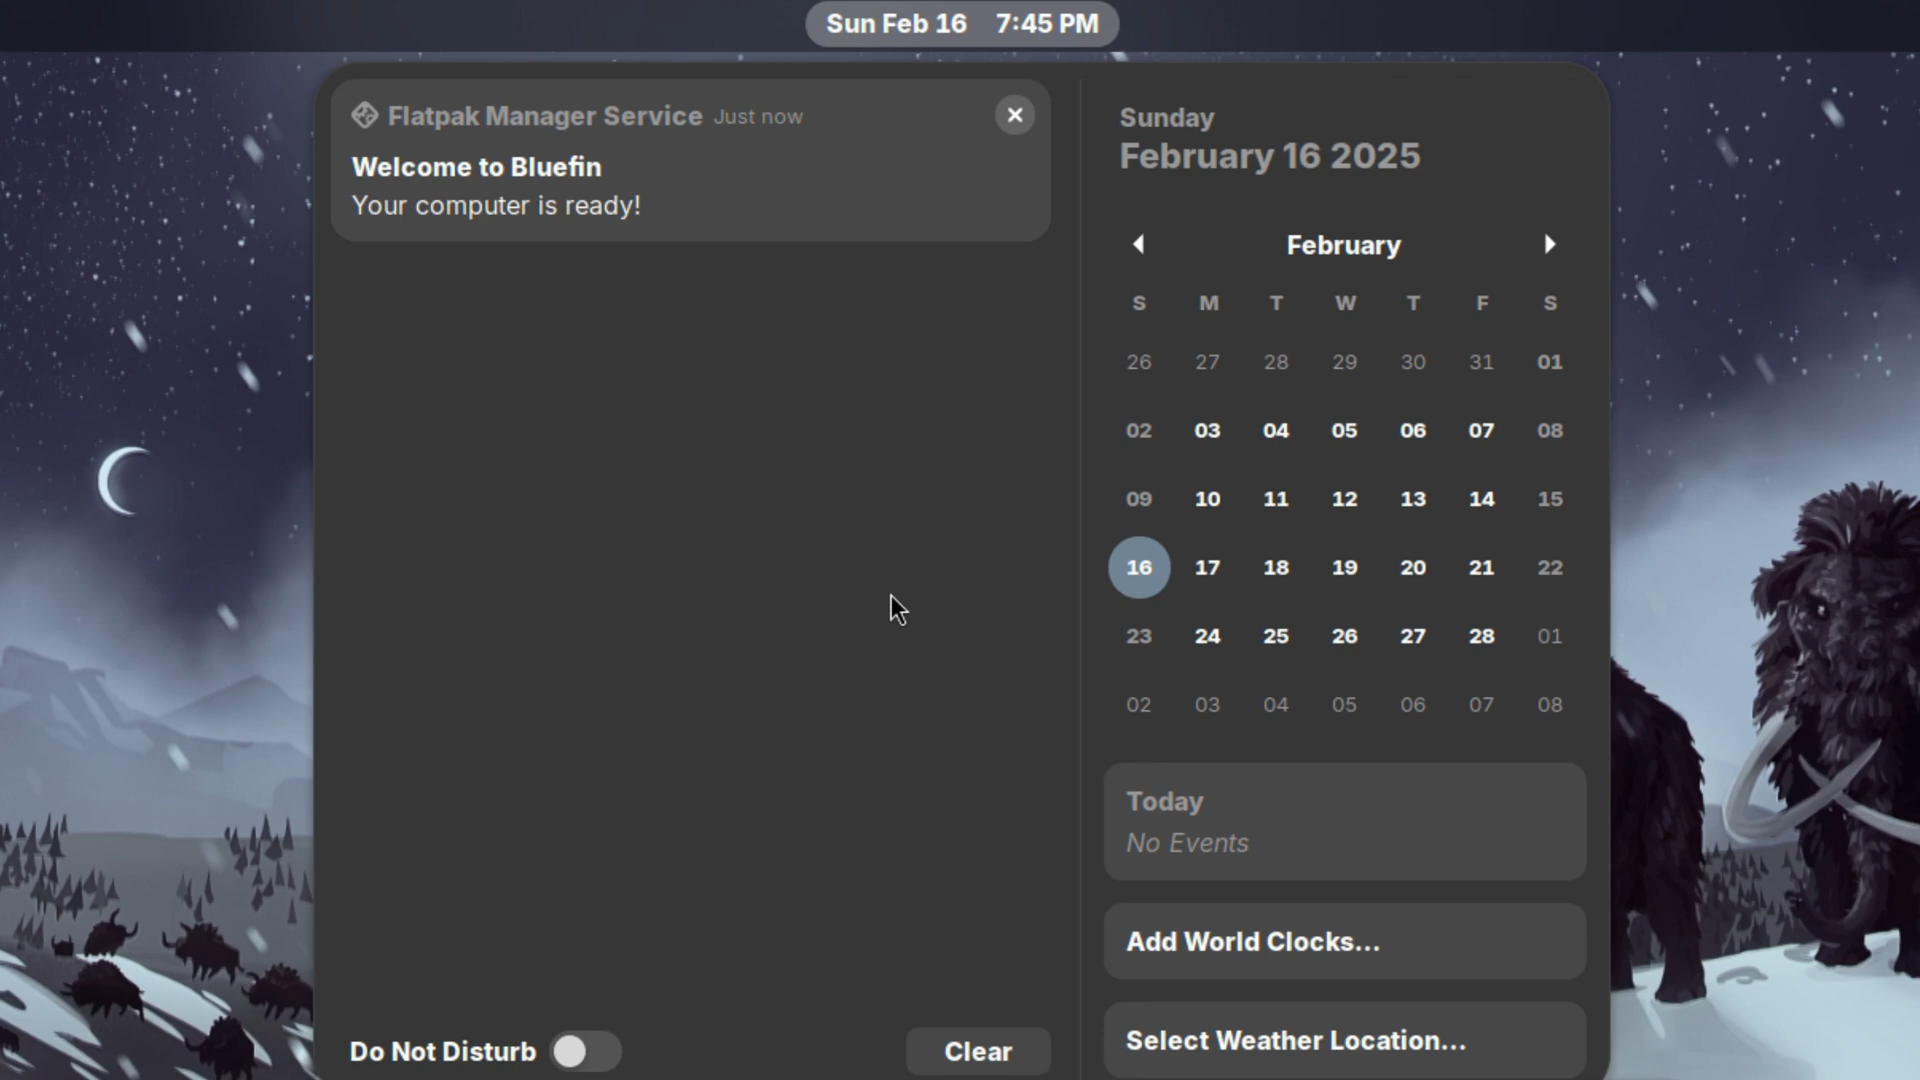 Sun Feb 16 7:45 PM
Flatpak Manager Service Just now
Welcome to Bluefin
Your computer is ready!
Do Not Disturb
Clear
Sunday
February 16 2025
February
S M T W T F S
26 27 28 29 30 31 01
02 03 04 05 06 07 08
09 10 11 12 13 14 15
16 17 18 19 20 21 22
23 24 25 26 27 28 01
02 03 04 05 06 07 08
Today
No Events
Add World Clocks...
Select Weather Location...